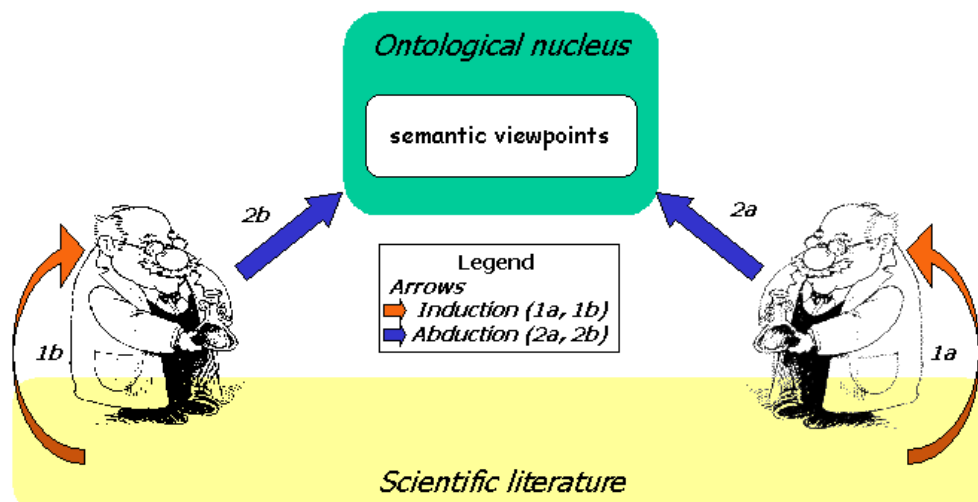 Ontological nucleus
semantic viewpoints
2b
2a
Legend
Arrows
Induction (1a, 1b)
Abduction (2a, 2b)
1b
1a
Scientific literature